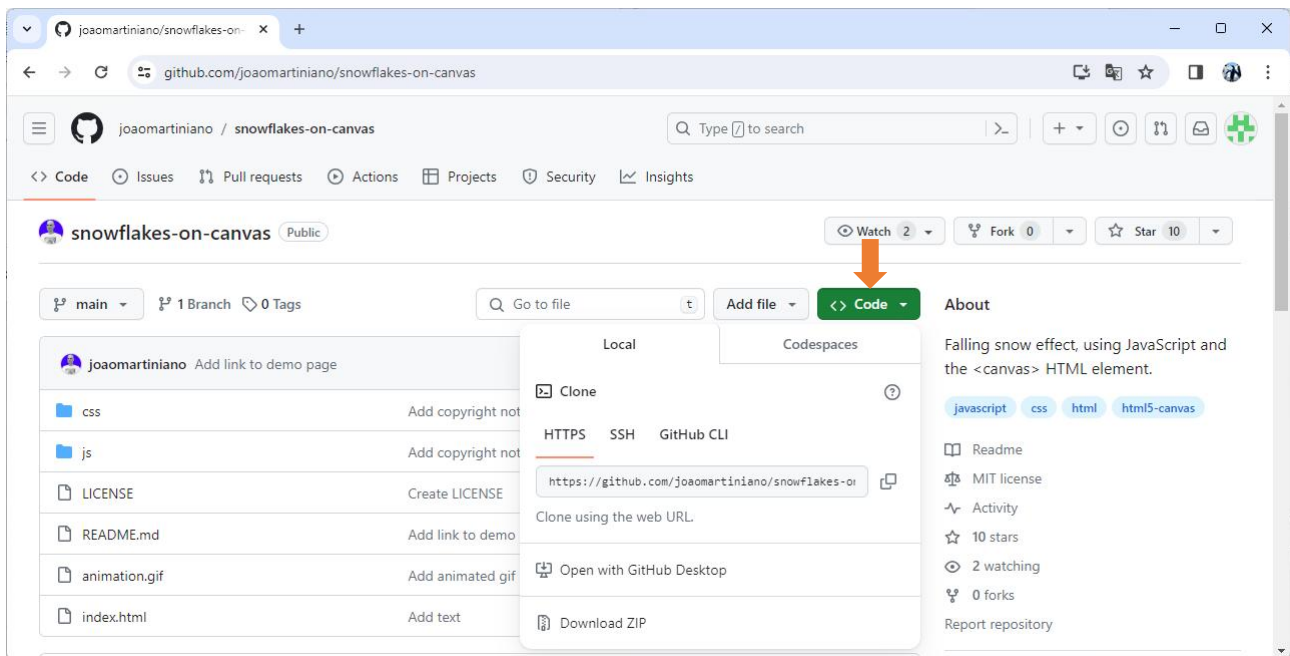 joaomartiniano/snowflakes-on-
github.com/joaomartiniano/snowflakes-on-canvas
joaomartiniano / snowflakes-on-canvas
Type / to search
Code Issues Pull requests Actions Projects Security Insights
snowflakes-on-canvas Public
Watch 2 Fork 0 Star 10
main 1 Branch 0 Tags Go to file t Add file <> Code
About
Falling snow effect, using JavaScript and
the <canvas> HTML element.
javascript css html html5-canvas
Readme
MIT license
Activity
10 stars
2 watching
0 forks
Report repository
Local Codespaces
Clone
HTTPS SSH GitHub CLI
https://github.com/joaomartiniano/snowflakes-o
Clone using the web URL.
Open with GitHub Desktop
Download ZIP
joaomartiniano Add link to demo page
css Add copyright not
js Add copyright not
LICENSE Create LICENSE
README.md Add link to demo
animation.gif Add animated gif
index.html Add text